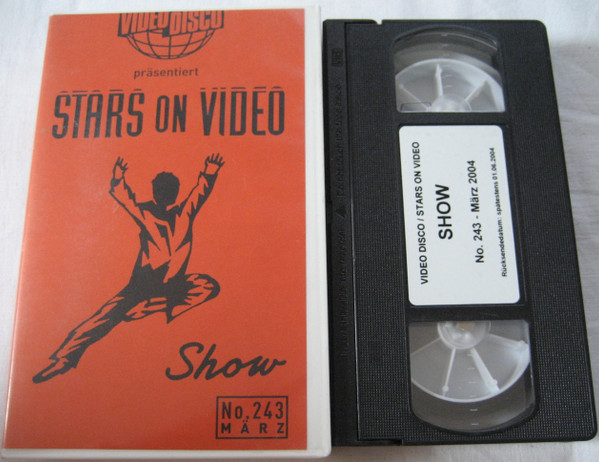 VIDEO DISCO
präsentiert
STARS ON VIDEO
Show
No. 243
MÄRZ
VIDEO DISCO / STARS ON VIDEO
SHOW
No. 243 - März 2004
Rücksendedatum: spätestens 01.06.2004